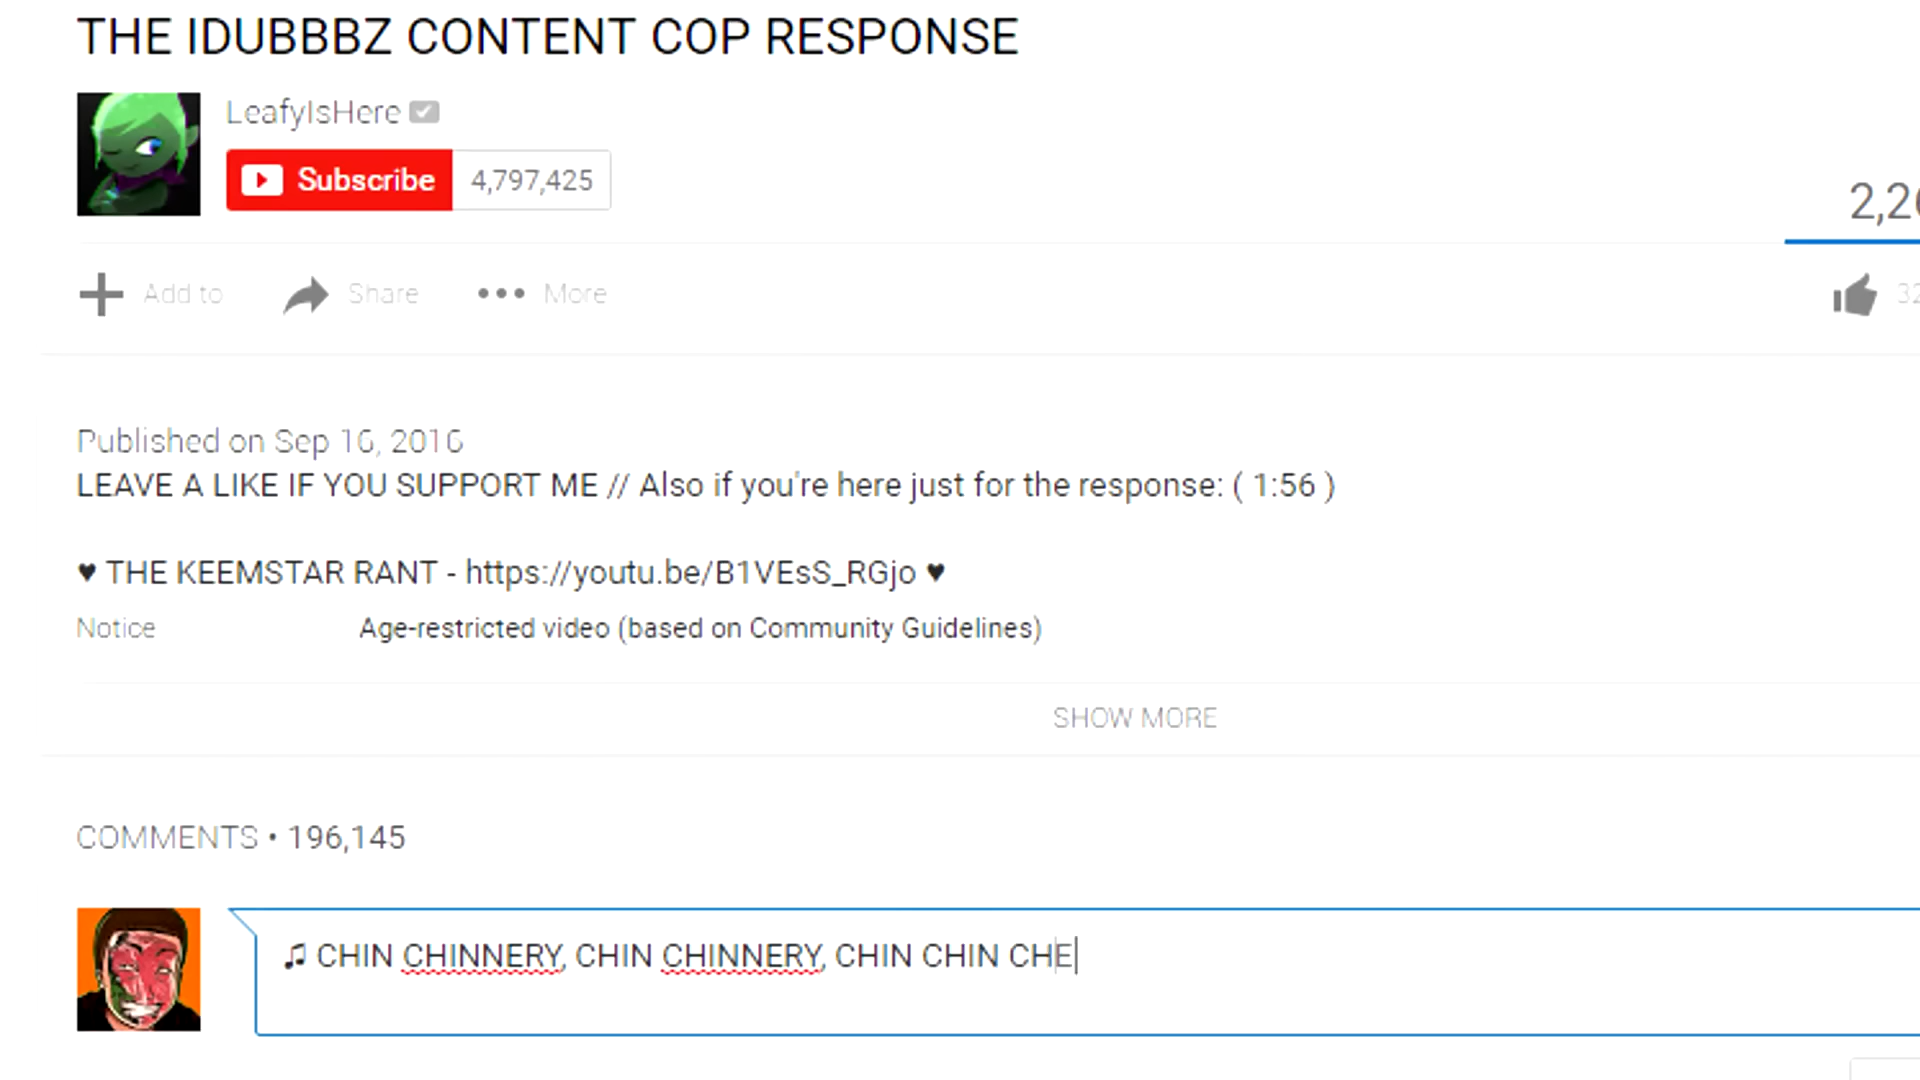 THE IDUBBBZ CONTENT COP RESPONSE
LeafyIsHere
Subscribe 4,797,425
2,26
Add to Share More
32
Published on Sep 16, 2016
LEAVE A LIKE IF YOU SUPPORT ME // Also if you're here just for the response: ( 1:56 )
♥ THE KEEMSTAR RANT - https://youtu.be/B1VEsS_RGjo ♥
Notice Age-restricted video (based on Community Guidelines)
SHOW MORE
COMMENTS • 196,145
♫ CHIN CHINNERY, CHIN CHINNERY, CHIN CHIN CHE